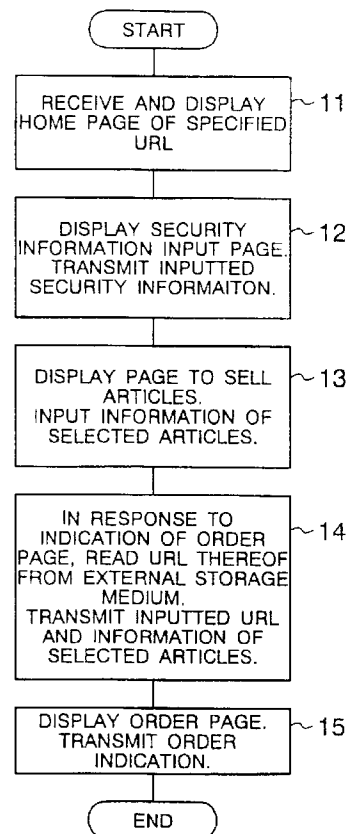 START
RECEIVE AND DISPLAY
HOME PAGE OF SPECIFIED
URL
11
DISPLAY SECURITY
INFORMATION INPUT PAGE.
TRANSMIT INPUTTED
SECURITY INFORMAITON.
12
DISPLAY PAGE TO SELL
ARTICLES.
INPUT INFORMATION OF
SELECTED ARTICLES.
13
IN RESPONSE TO
INDICATION OF ORDER
PAGE, READ URL THEREOF
FROM EXTERNAL STORAGE
MEDIUM.
TRANSMIT INPUTTED URL
AND INFORMATION OF
SELECTED ARTICLES.
14
DISPLAY ORDER PAGE.
TRANSMIT ORDER
INDICATION.
15
END